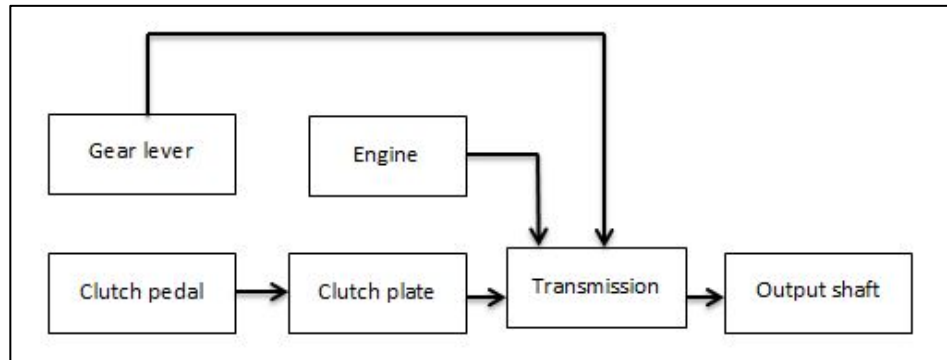 Gear lever
Engine
Clutch pedal
Clutch plate
Transmission
Output shaft